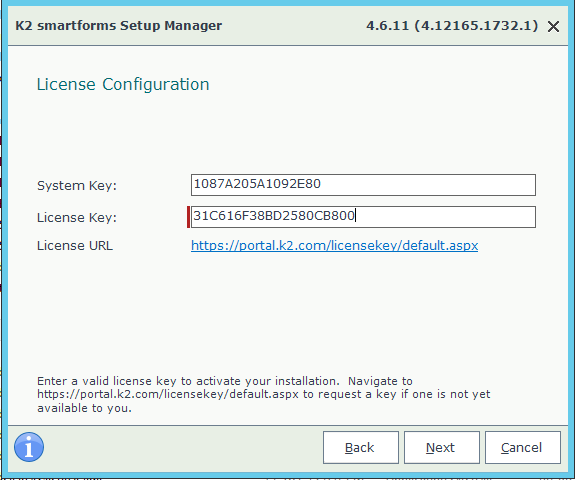 K2 smartforms Setup Manager 4.6.11 (4.12165.1732.1)
License Configuration
System Key: 1087A205A1092E80
License Key: 31C616F38BD2580CB800
License URL https://portal.k2.com/licensekey/default.aspx
Enter a valid license key to activate your installation. Navigate to
https://portal.k2.com/licensekey/default.aspx to request a key if one is not yet
available to you.
Back Next Cancel